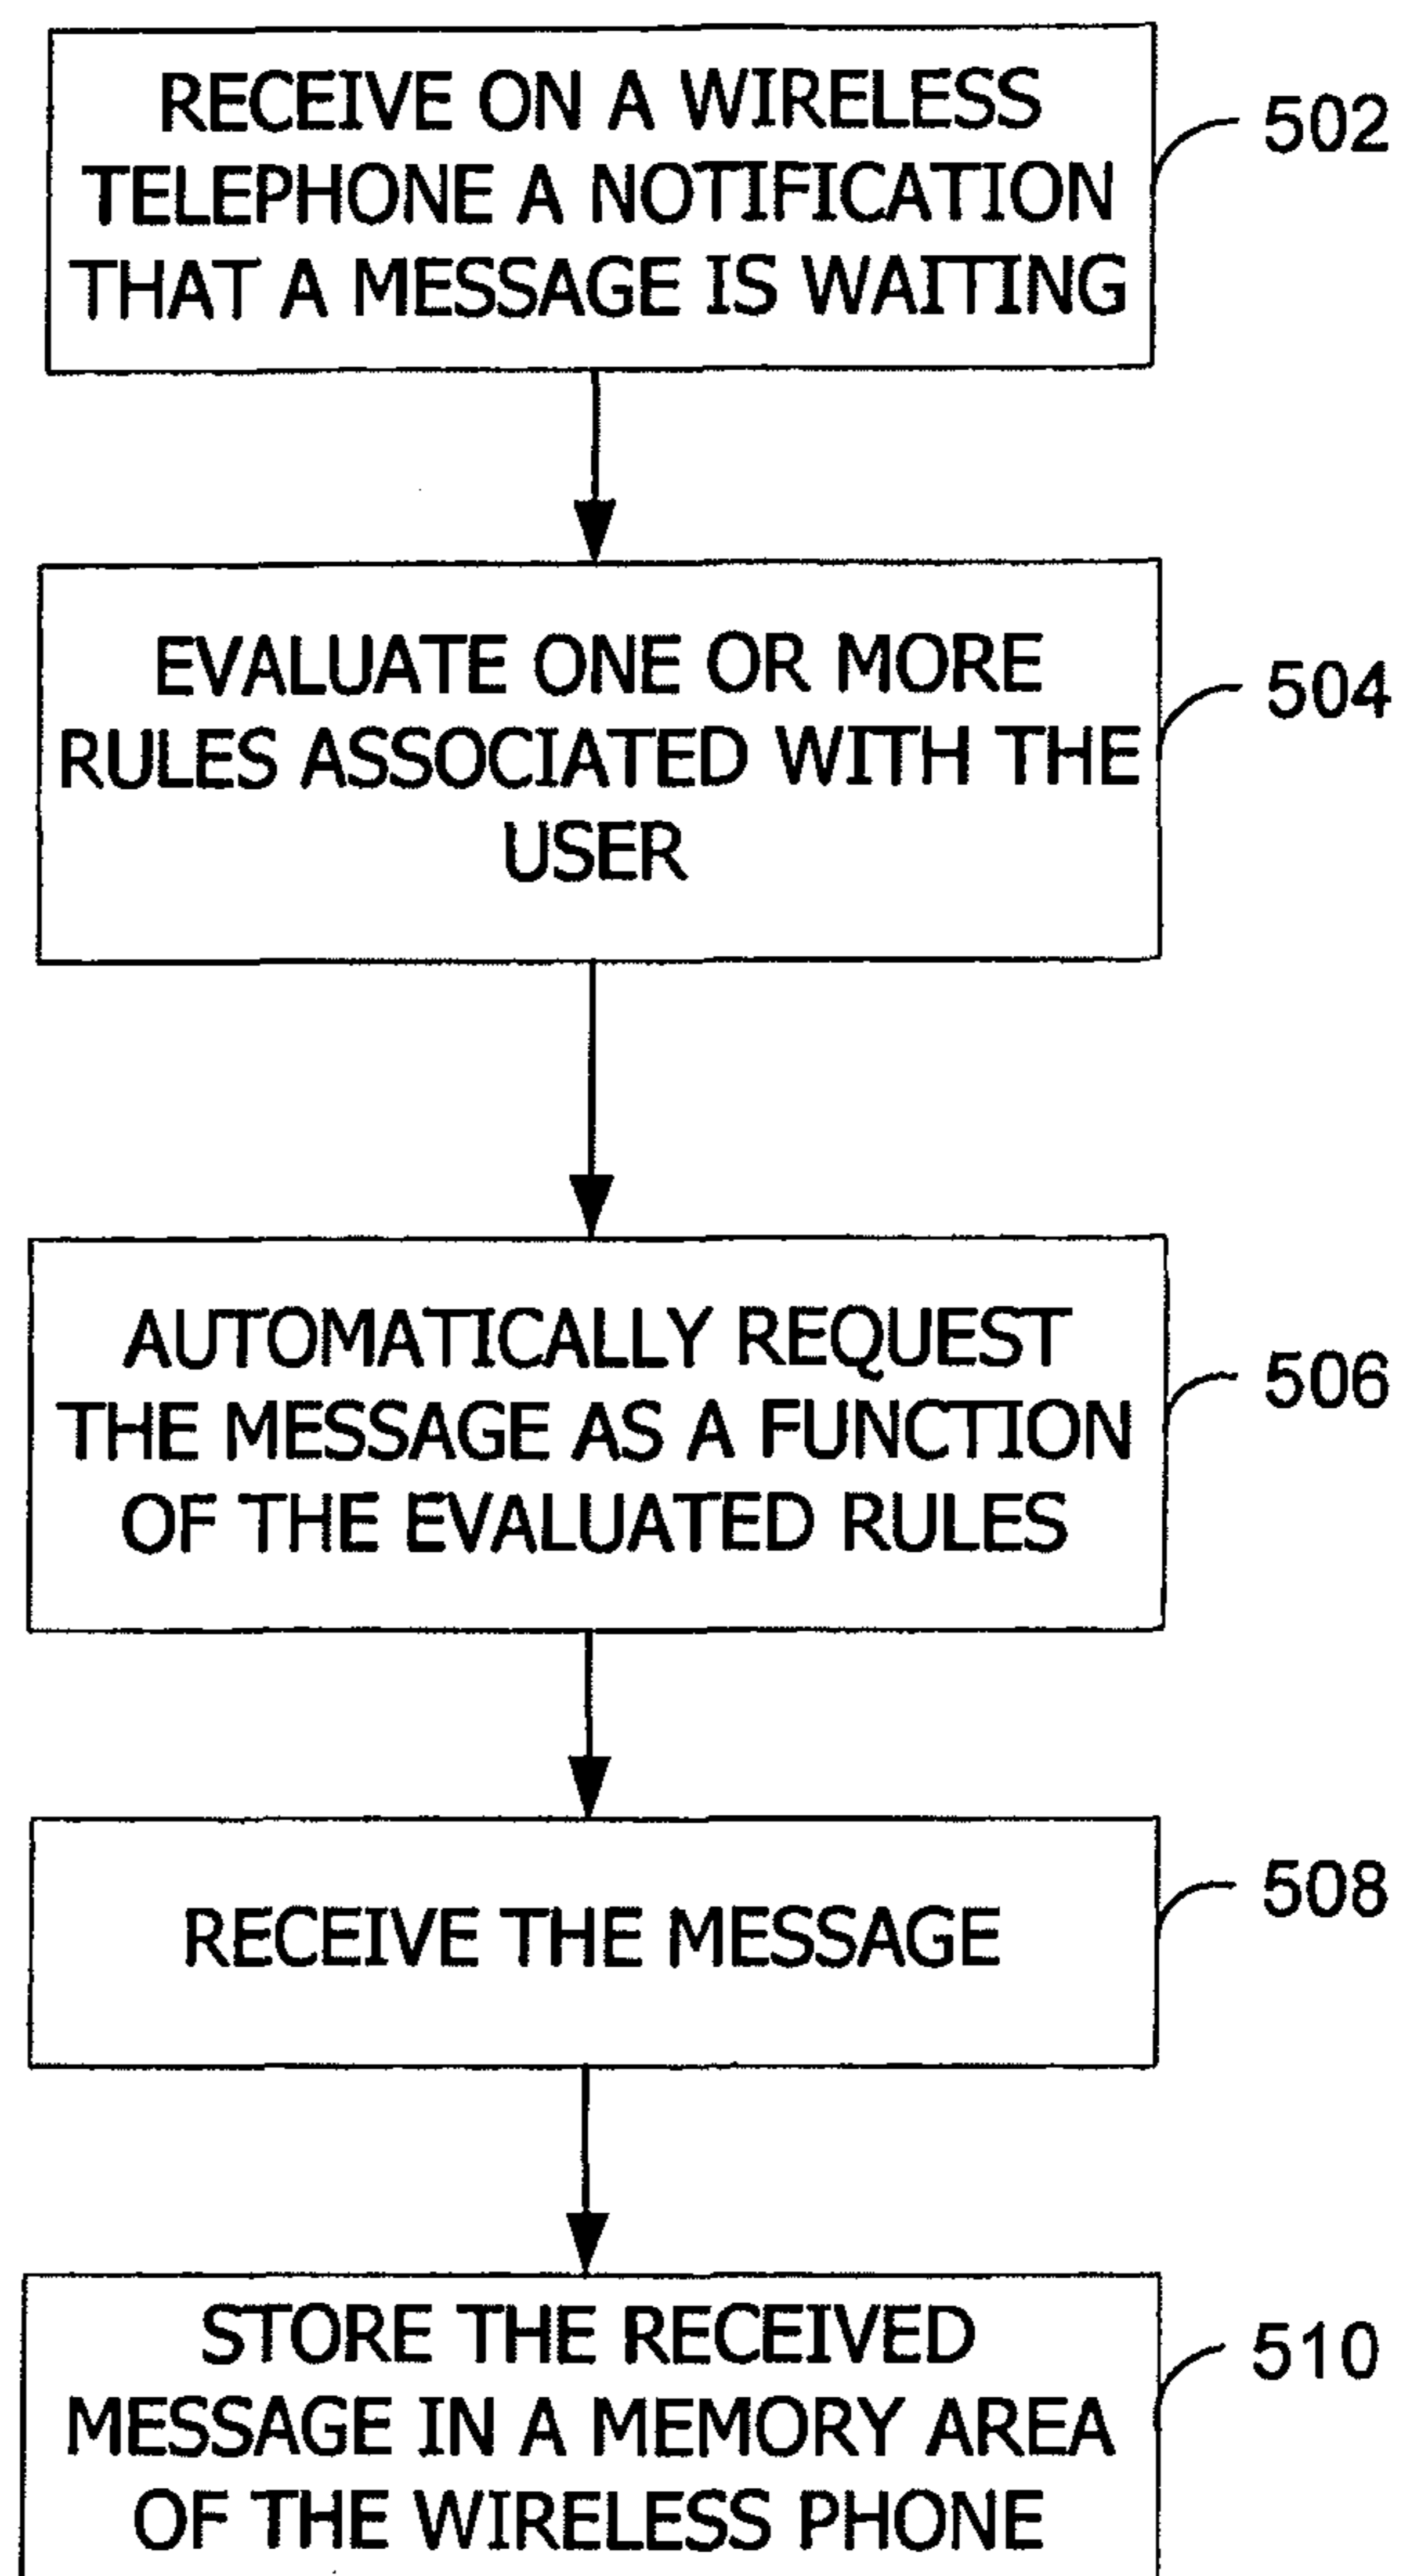 RECEIVE ON A WIRELESS
TELEPHONE A NOTIFICATION
THAT A MESSAGE IS WAITING
502
EVALUATE ONE OR MORE
RULES ASSOCIATED WITH THE
USER
504
AUTOMATICALLY REQUEST
THE MESSAGE AS A FUNCTION
OF THE EVALUATED RULES
506
RECEIVE THE MESSAGE
508
STORE THE RECEIVED
MESSAGE IN A MEMORY AREA
OF THE WIRELESS PHONE
510